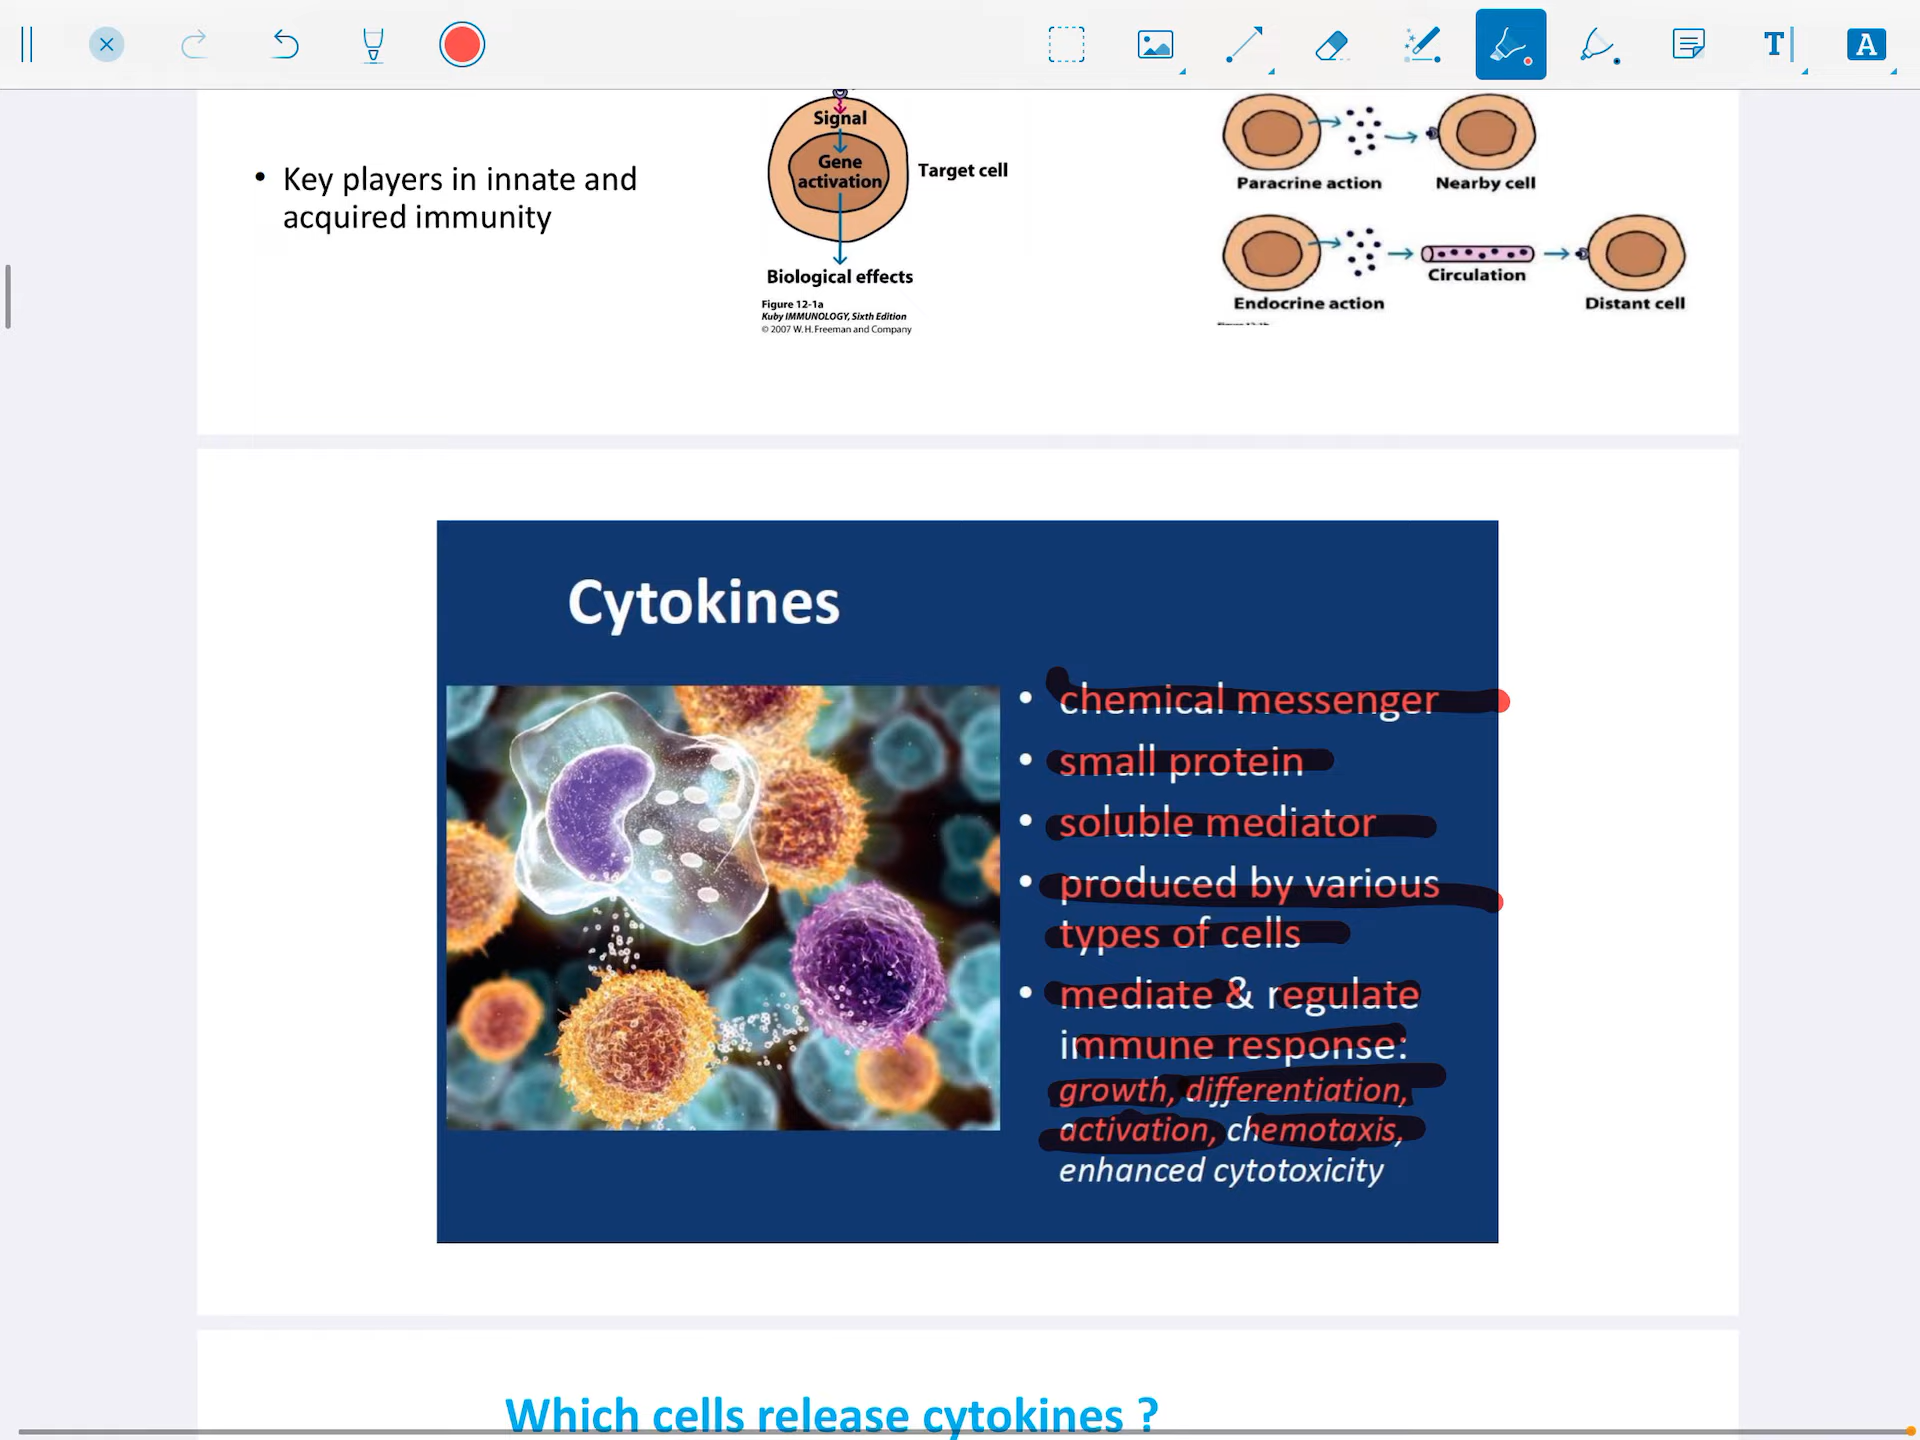 T
A
• Key players in innate and
acquired immunity
Signal
Gene
activation
Target cell
Biological effects
Figure 12-1a
Kuby IMMUNOLOGY, Sixth Edition
© 2007 W. H. Freeman and Company
Paracrine action
Nearby cell
Circulation
Endocrine action
Distant cell
Cytokines
• chemical messenger
• small protein
• soluble mediator
• produced by various
types of cells
• mediate & regulate
immune response:
growth, differentiation,
activation, chemotaxis,
enhanced cytotoxicity
Which cells release cytokines ?